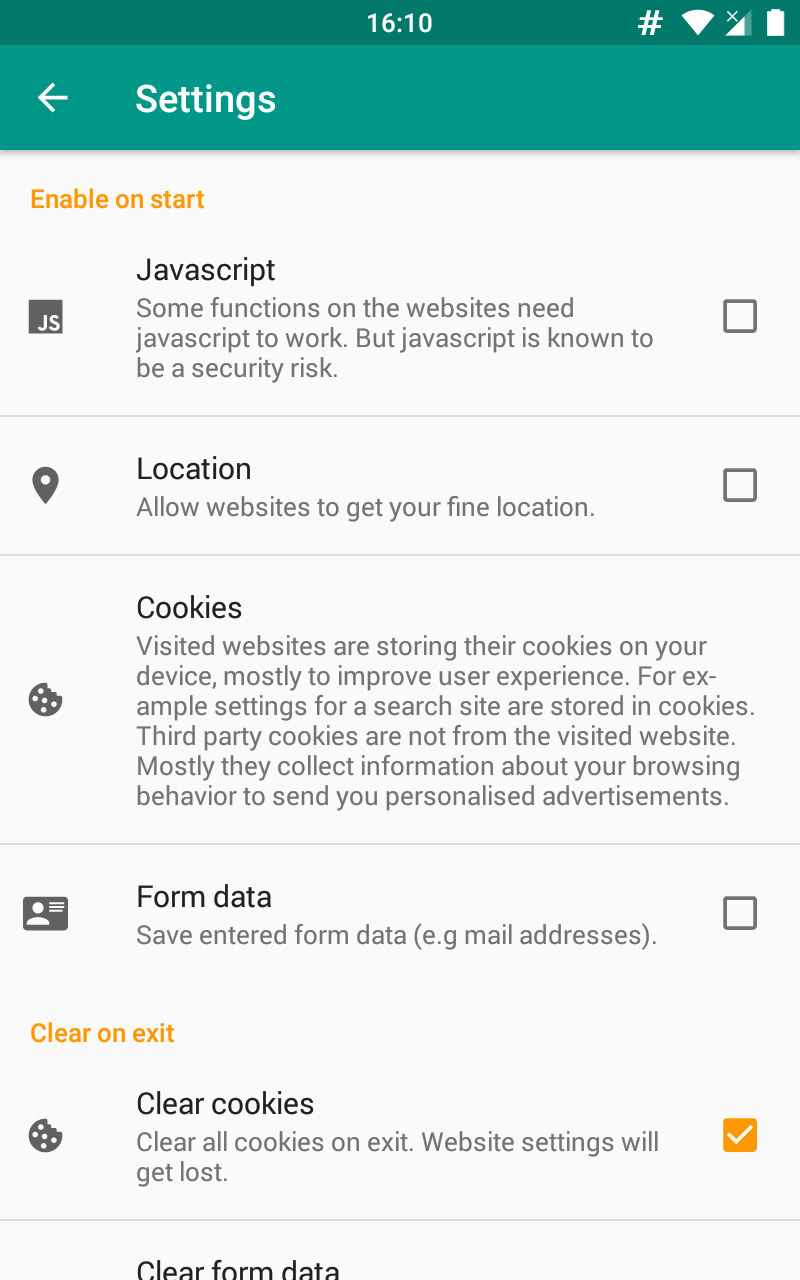 16:10
#
Settings
Enable on start
JS
Javascript
Some functions on the websites need
javascript to work. But javascript is known to
be a security risk.
Location
Allow websites to get your fine location.
Cookies
Visited websites are storing their cookies on your
device, mostly to improve user experience. For ex-
ample settings for a search site are stored in cookies.
Third party cookies are not from the visited website.
Mostly they collect information about your browsing
behavior to send you personalised advertisements.
Form data
Save entered form data (e.g mail addresses).
Clear on exit
Clear cookies
Clear all cookies on exit. Website settings will
get lost.
Clear form data